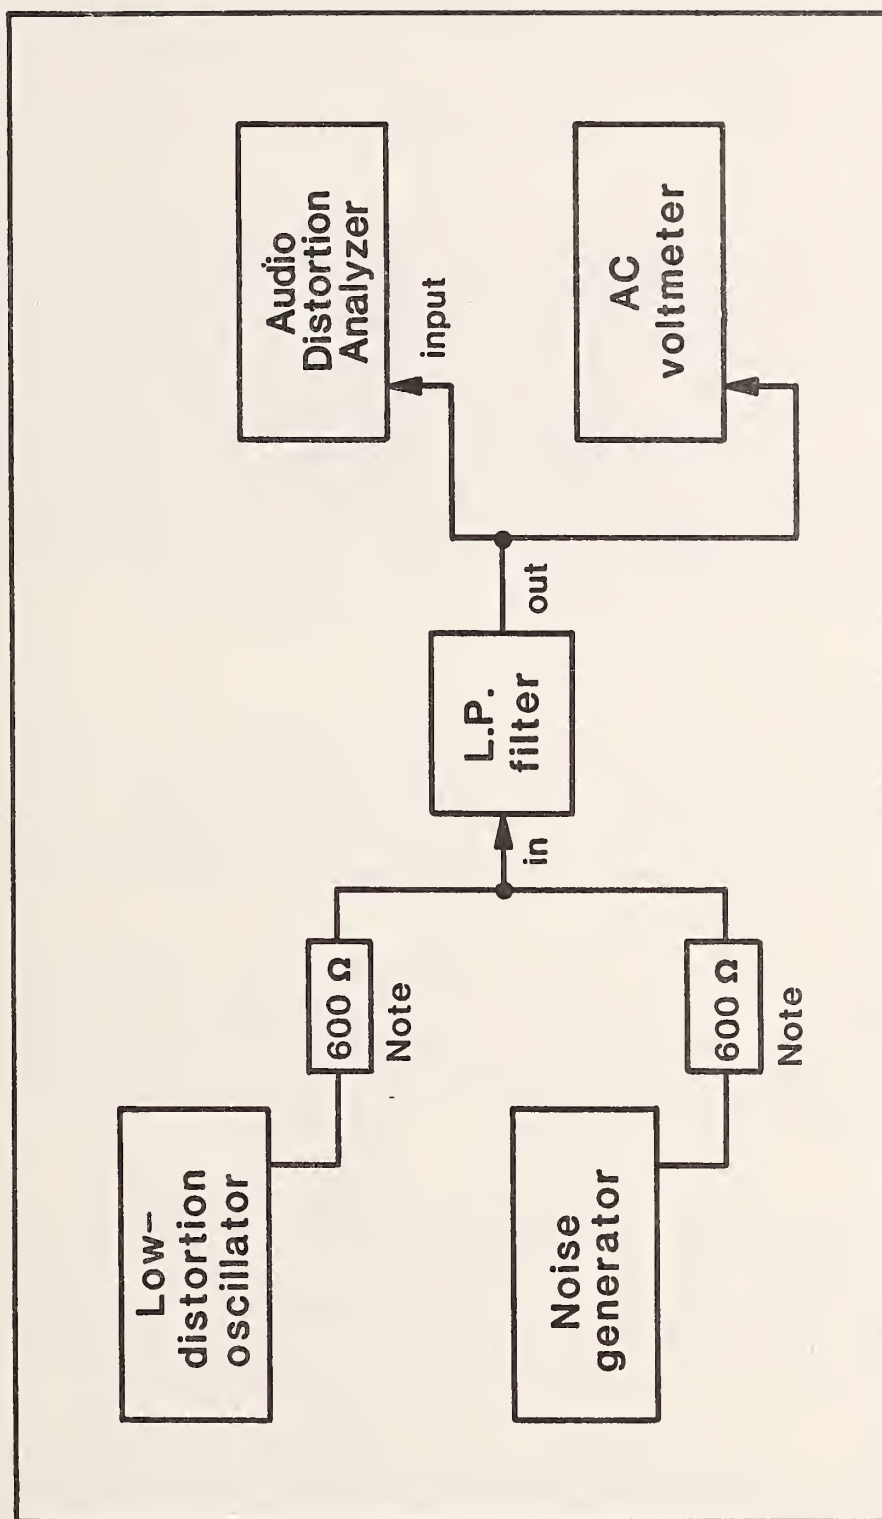 Low-
distortion
oscillator
600 Ω
Note
Noise
generator
600 Ω
Note
in
L.P.
filter
out
Audio
Distortion
Analyzer
input
AC
voltmeter